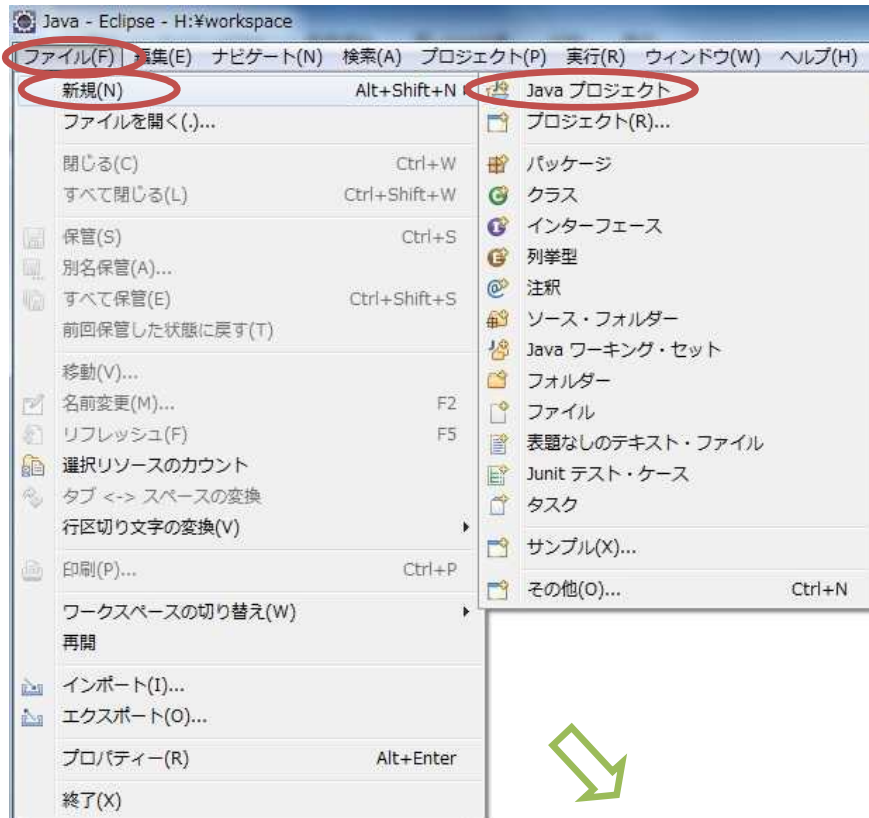 Java - Eclipse - H:¥workspace
ファイル(F) 編集(E) ナビゲート(N) 検索(A) プロジェクト(P) 実行(R) ウィンドウ(W) ヘルプ(H)
新規(N) Alt+Shift+N
ファイルを開く(.)...
閉じる(C) Ctrl+W
すべて閉じる(L) Ctrl+Shift+W
保管(S) Ctrl+S
別名保管(A)...
すべて保管(E) Ctrl+Shift+S
前回保管した状態に戻す(T)
移動(V)...
名前変更(M)... F2
リフレッシュ(F) F5
選択リソースのカウント
タブ <-> スペースの変換
行区切り文字の変換(V)
印刷(P)... Ctrl+P
ワークスペースの切り替え(W)
再開
インポート(I)...
エクスポート(O)...
プロパティー(R) Alt+Enter
終了(X)
Java プロジェクト
プロジェクト(R)...
パッケージ
クラス
インターフェース
列挙型
注釈
ソース・フォルダー
Java ワーキング・セット
フォルダー
ファイル
表題なしのテキスト・ファイル
Junit テスト・ケース
タスク
サンプル(X)...
その他(O)... Ctrl+N